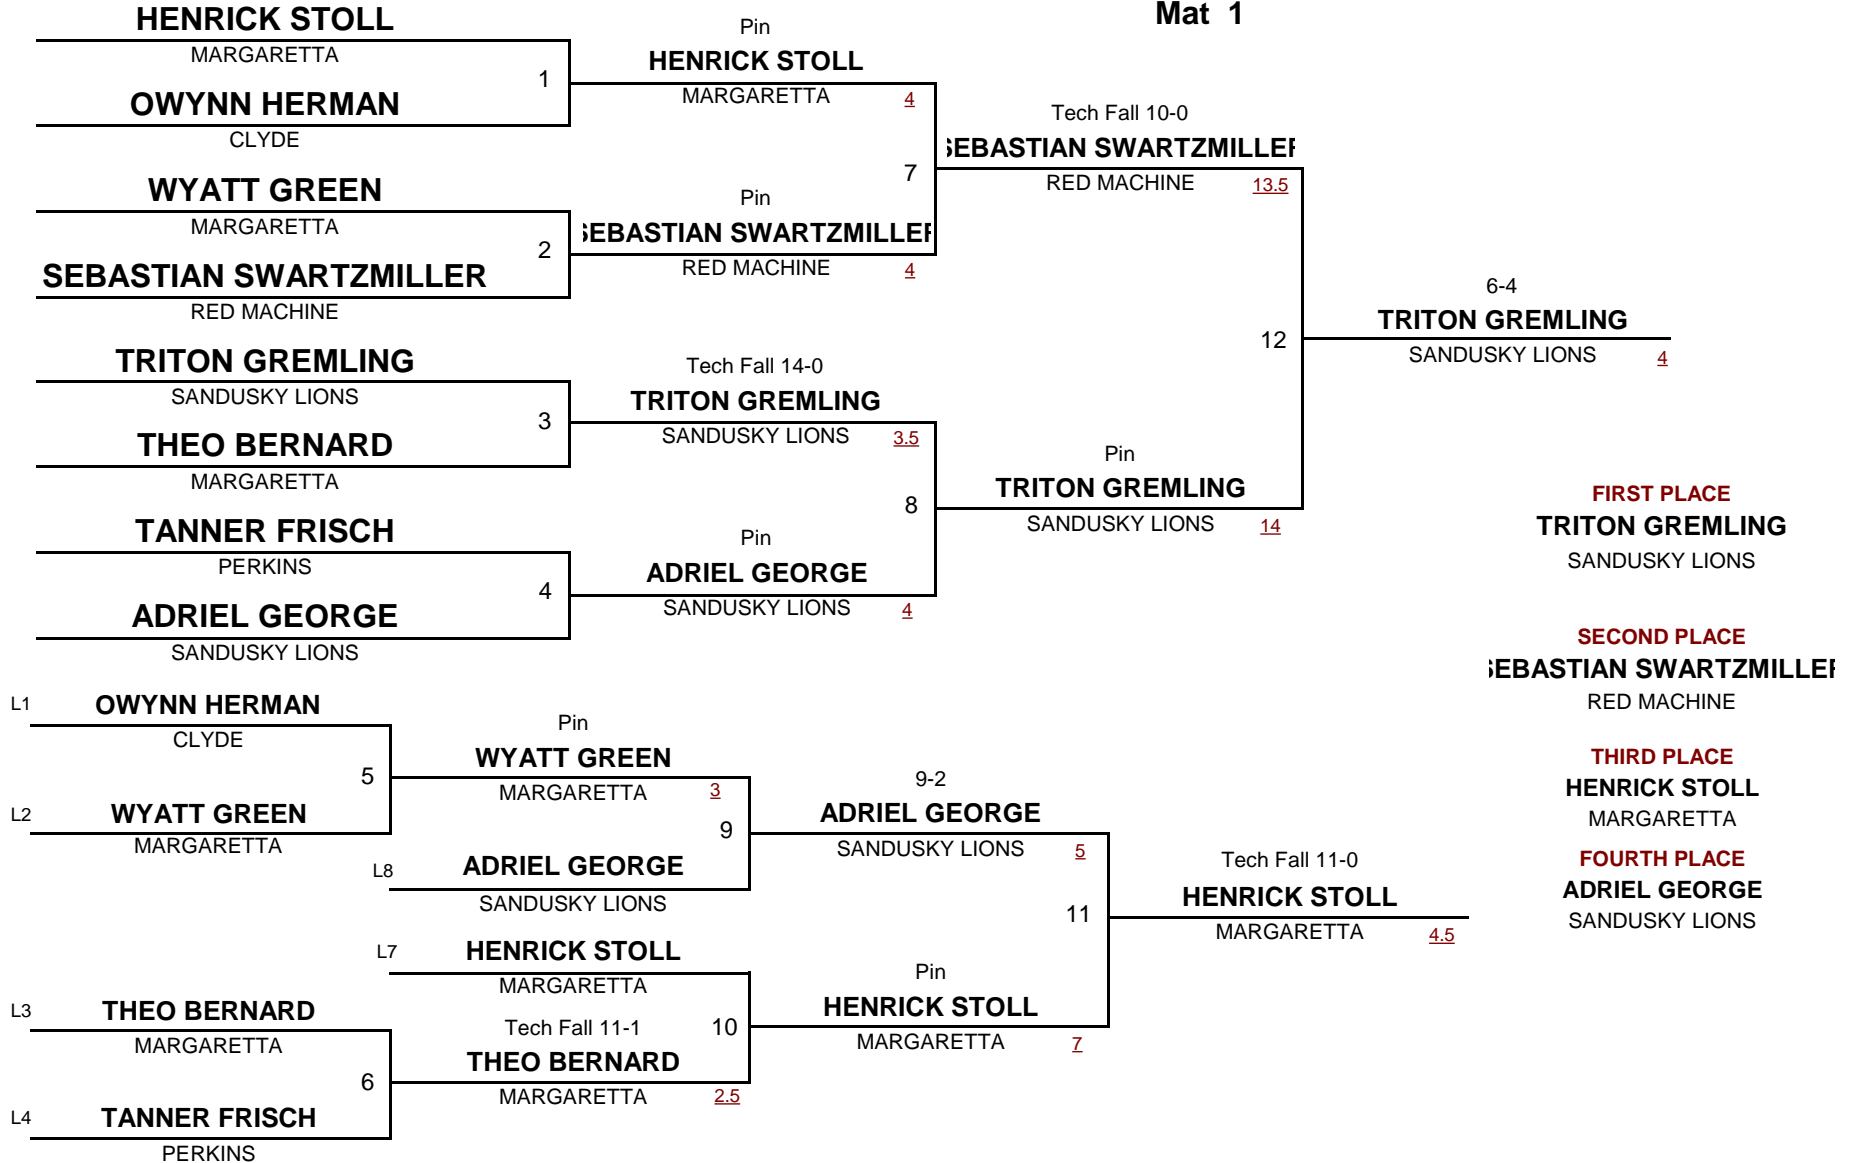 Mat 1
HENRICK STOLL
MARGARETTA
1
OWYNN HERMAN
CLYDE
WYATT GREEN
MARGARETTA
2
SEBASTIAN SWARTZMILLER
RED MACHINE
TRITON GREMLING
SANDUSKY LIONS
3
THEO BERNARD
MARGARETTA
TANNER FRISCH
PERKINS
4
ADRIEL GEORGE
SANDUSKY LIONS
Pin
HENRICK STOLL
MARGARETTA 4
7
Pin
SEBASTIAN SWARTZMILLER
RED MACHINE 4
Tech Fall 14-0
TRITON GREMLING
SANDUSKY LIONS 3.5
8
Pin
ADRIEL GEORGE
SANDUSKY LIONS 4
Tech Fall 10-0
SEBASTIAN SWARTZMILLER
RED MACHINE 13.5
12
Pin
TRITON GREMLING
SANDUSKY LIONS 14
6-4
TRITON GREMLING
SANDUSKY LIONS 4
FIRST PLACE
TRITON GREMLING
SANDUSKY LIONS
SECOND PLACE
SEBASTIAN SWARTZMILLER
RED MACHINE
THIRD PLACE
HENRICK STOLL
MARGARETTA
FOURTH PLACE
ADRIEL GEORGE
SANDUSKY LIONS
L1 OWYNN HERMAN
CLYDE
5
L2 WYATT GREEN
MARGARETTA
L3 THEO BERNARD
MARGARETTA
6
L4 TANNER FRISCH
PERKINS
Pin
WYATT GREEN
MARGARETTA 3
9
L8 ADRIEL GEORGE
SANDUSKY LIONS
L7 HENRICK STOLL
MARGARETTA
Tech Fall 11-1 10
THEO BERNARD
MARGARETTA 2.5
9-2
ADRIEL GEORGE
SANDUSKY LIONS 5
11
Pin
HENRICK STOLL
MARGARETTA 7
Tech Fall 11-0
HENRICK STOLL
MARGARETTA 4.5